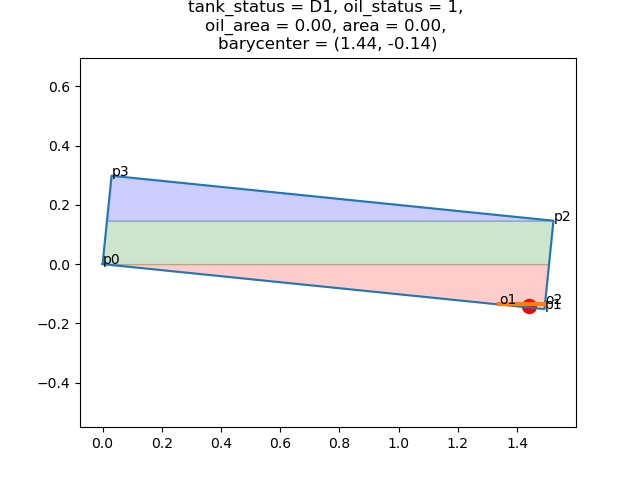 tank_status = D1, oil_status = 1,
oil_area = 0.00, area = 0.00,
barycenter = (1.44, -0.14)
0.6
0.4
0.2
0.0
−0.2
−0.4
p3
p2
p0
o1
o2
p1
0.0 0.2 0.4 0.6 0.8 1.0 1.2 1.4